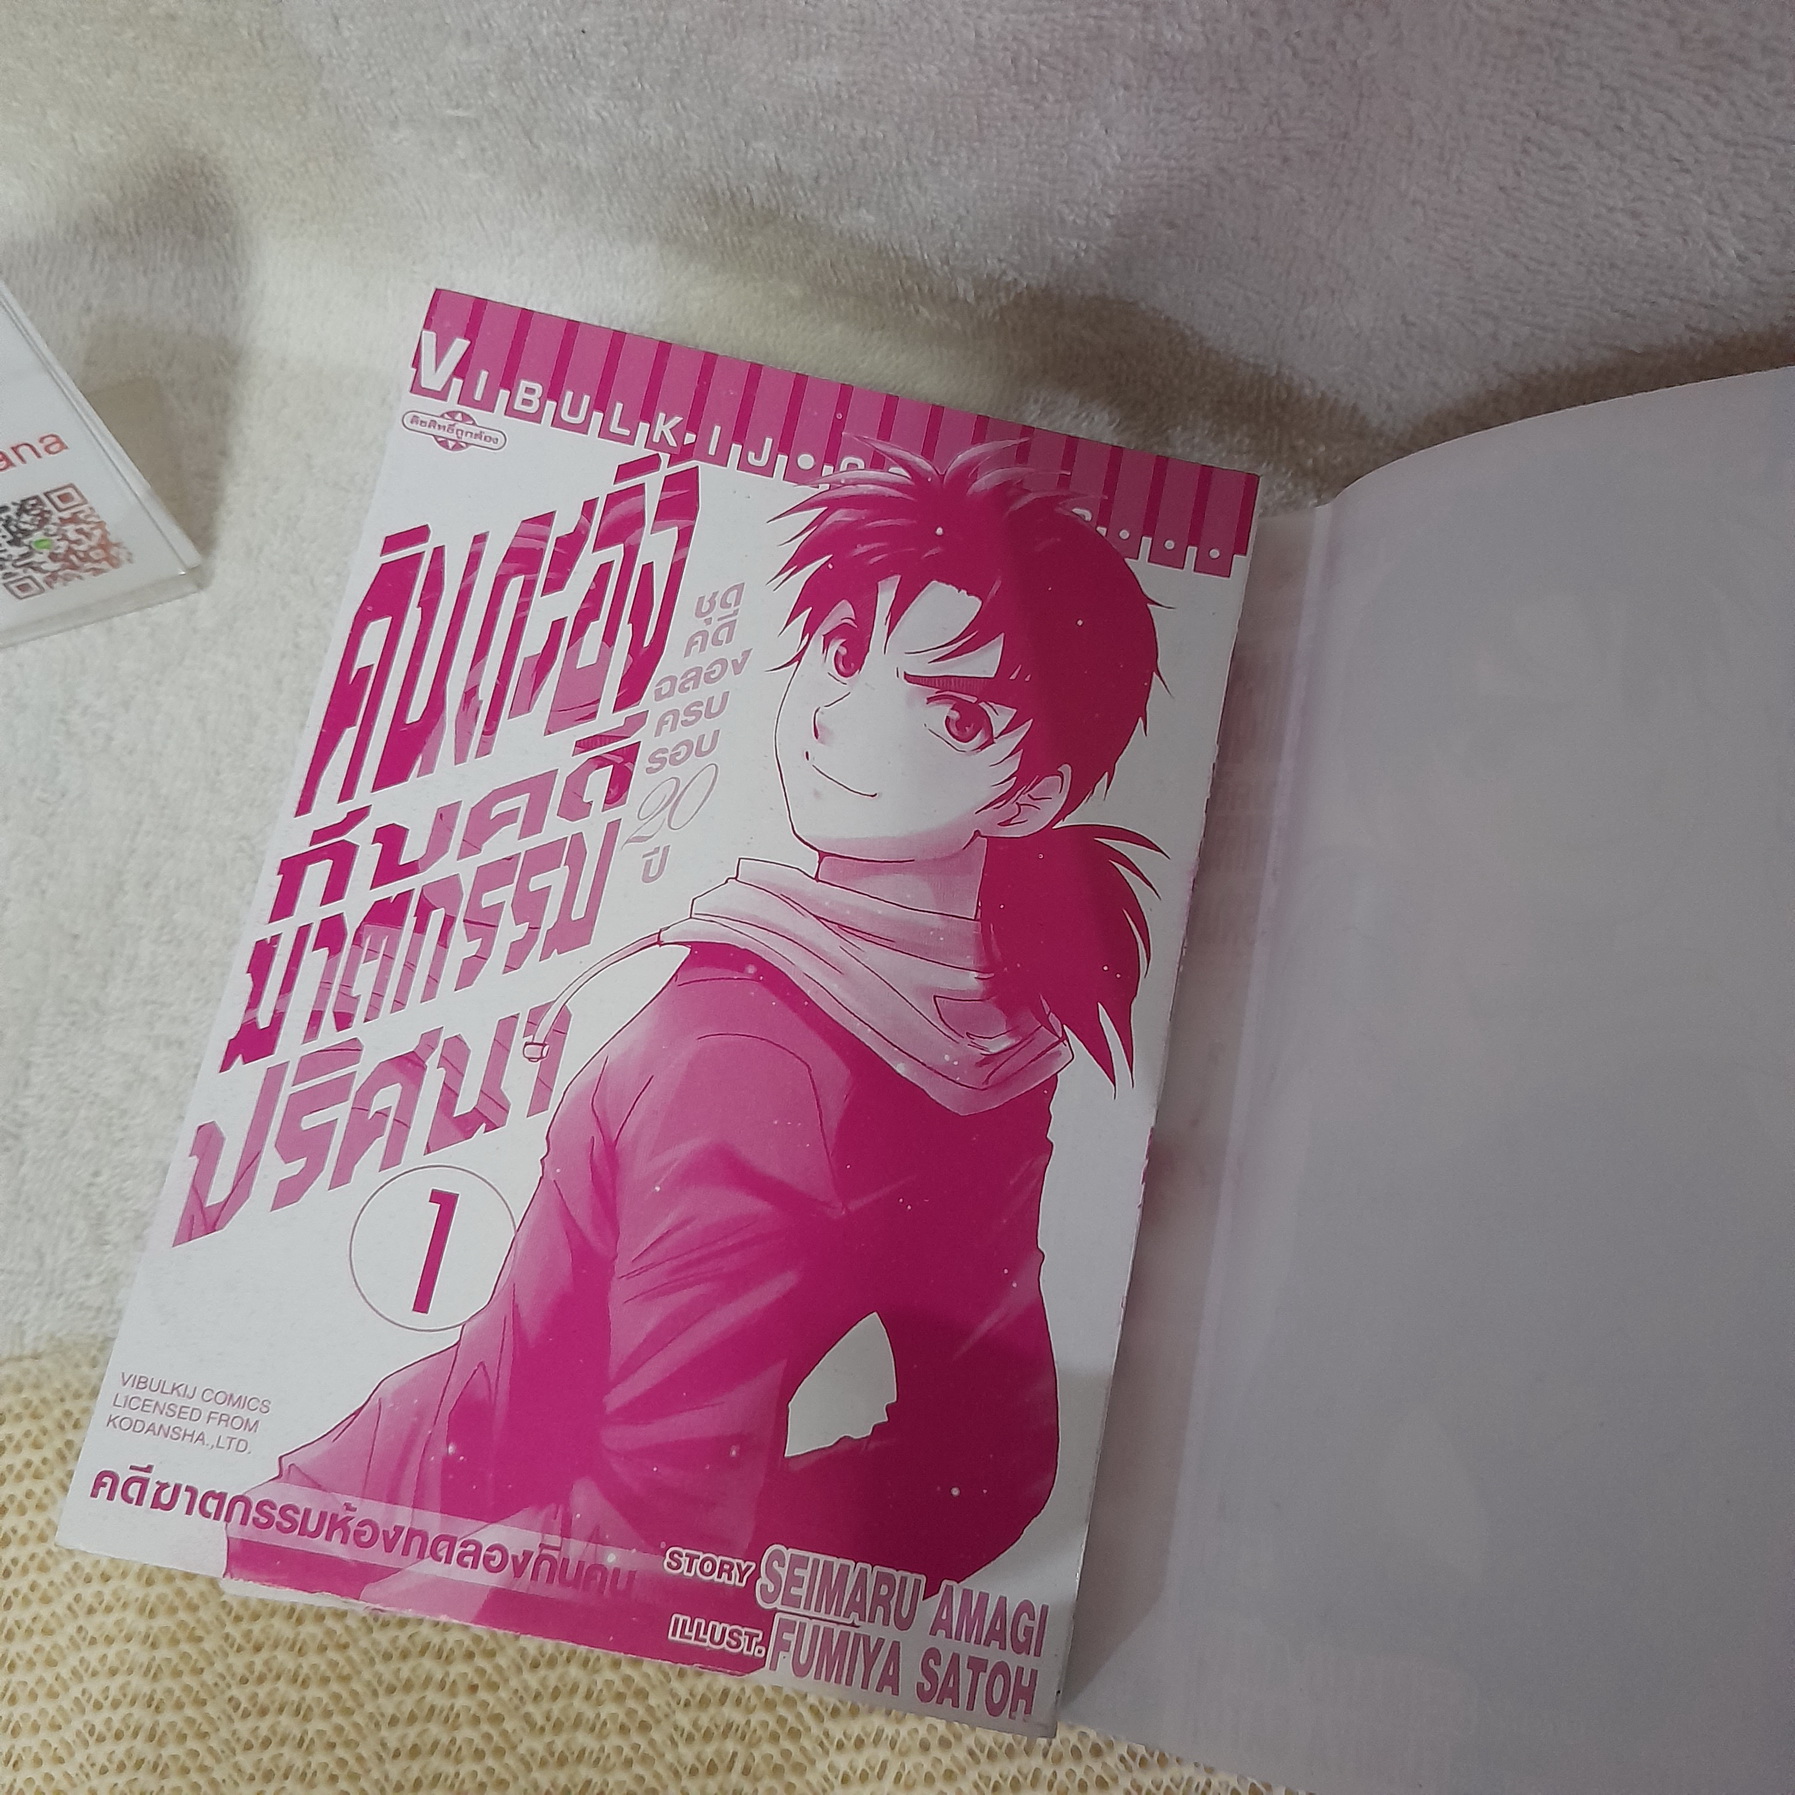 VIBULKIJ
ลิขสิทธิ์ถูกต้อง
คินดะอิจิ
กับคดี
ฆาตกรรม
ปริศนา
ชุด
คดี
ฉลอง
ครบ
รอบ
20
ปี
1
VIBULKIJ COMICS
LICENSED FROM
KODANSHA.,LTD.
คดีฆาตกรรมห้องทดลองกินคน
STORY SEIMARU AMAGI
ILLUST. FUMIYA SATOH
ana